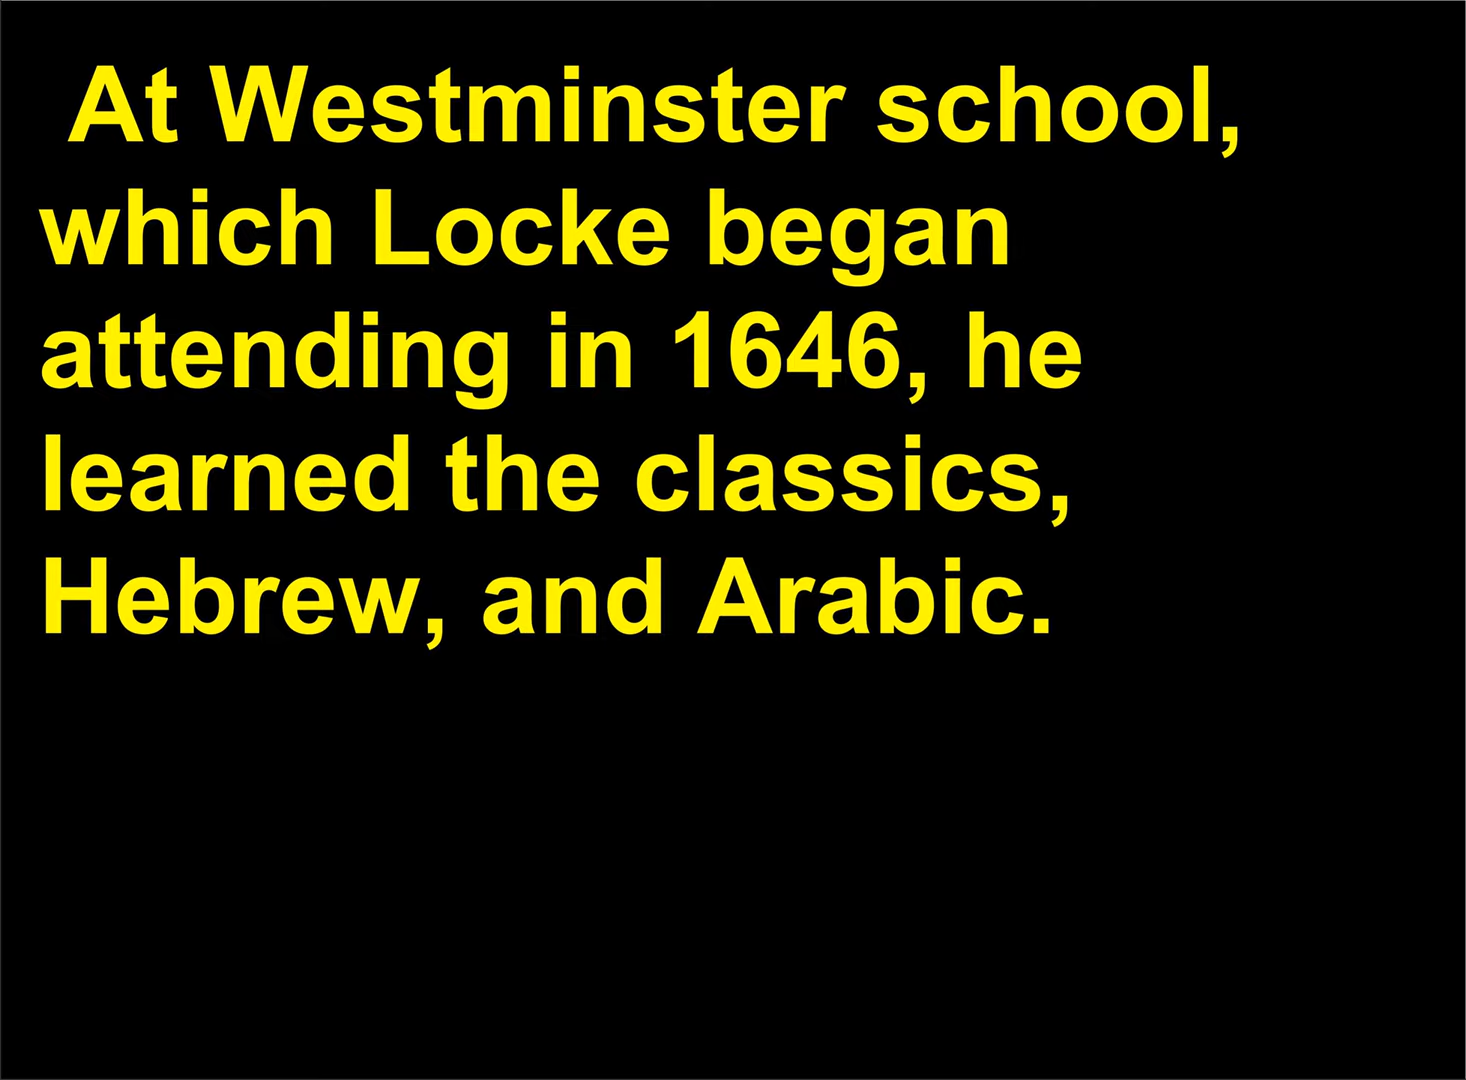 At Westminster school,
which Locke began
attending in 1646, he
learned the classics,
Hebrew, and Arabic.